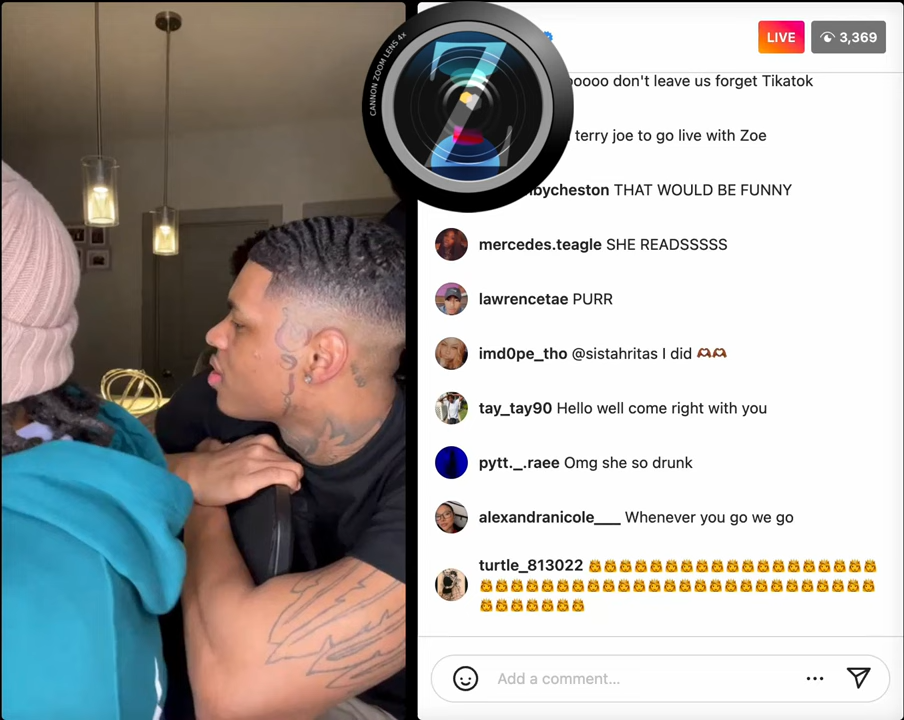 CANNON ZOOM LENS 4x
Z
LIVE
3,369
oooo don't leave us forget Tikatok
terry joe to go live with Zoe
bycheston THAT WOULD BE FUNNY
mercedes.teagle SHE READSSSSS
lawrencetae PURR
imd0pe_tho @sistahritas I did 🫶🏾🫶🏾
tay_tay90 Hello well come right with you
pytt._.raee Omg she so drunk
alexandranicole___ Whenever you go we go
turtle_813022
Add a comment...